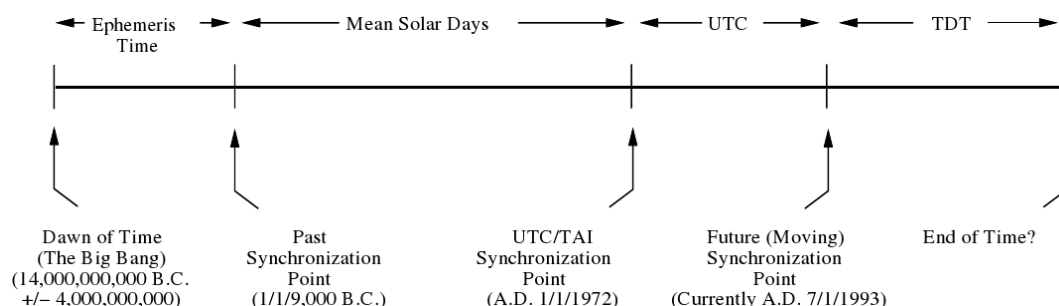 Ephemeris
Time
Mean Solar Days
UTC
TDT
Dawn of Time
(The Big Bang)
(14,000,000,000 B.C.
+/− 4,000,000,000)
Past
Synchronization
Point
(1/1/9,000 B.C.)
UTC/TAI
Synchronization
Point
(A.D. 1/1/1972)
Future (Moving)
Synchronization
Point
(Currently A.D. 7/1/1993)
End of Time?